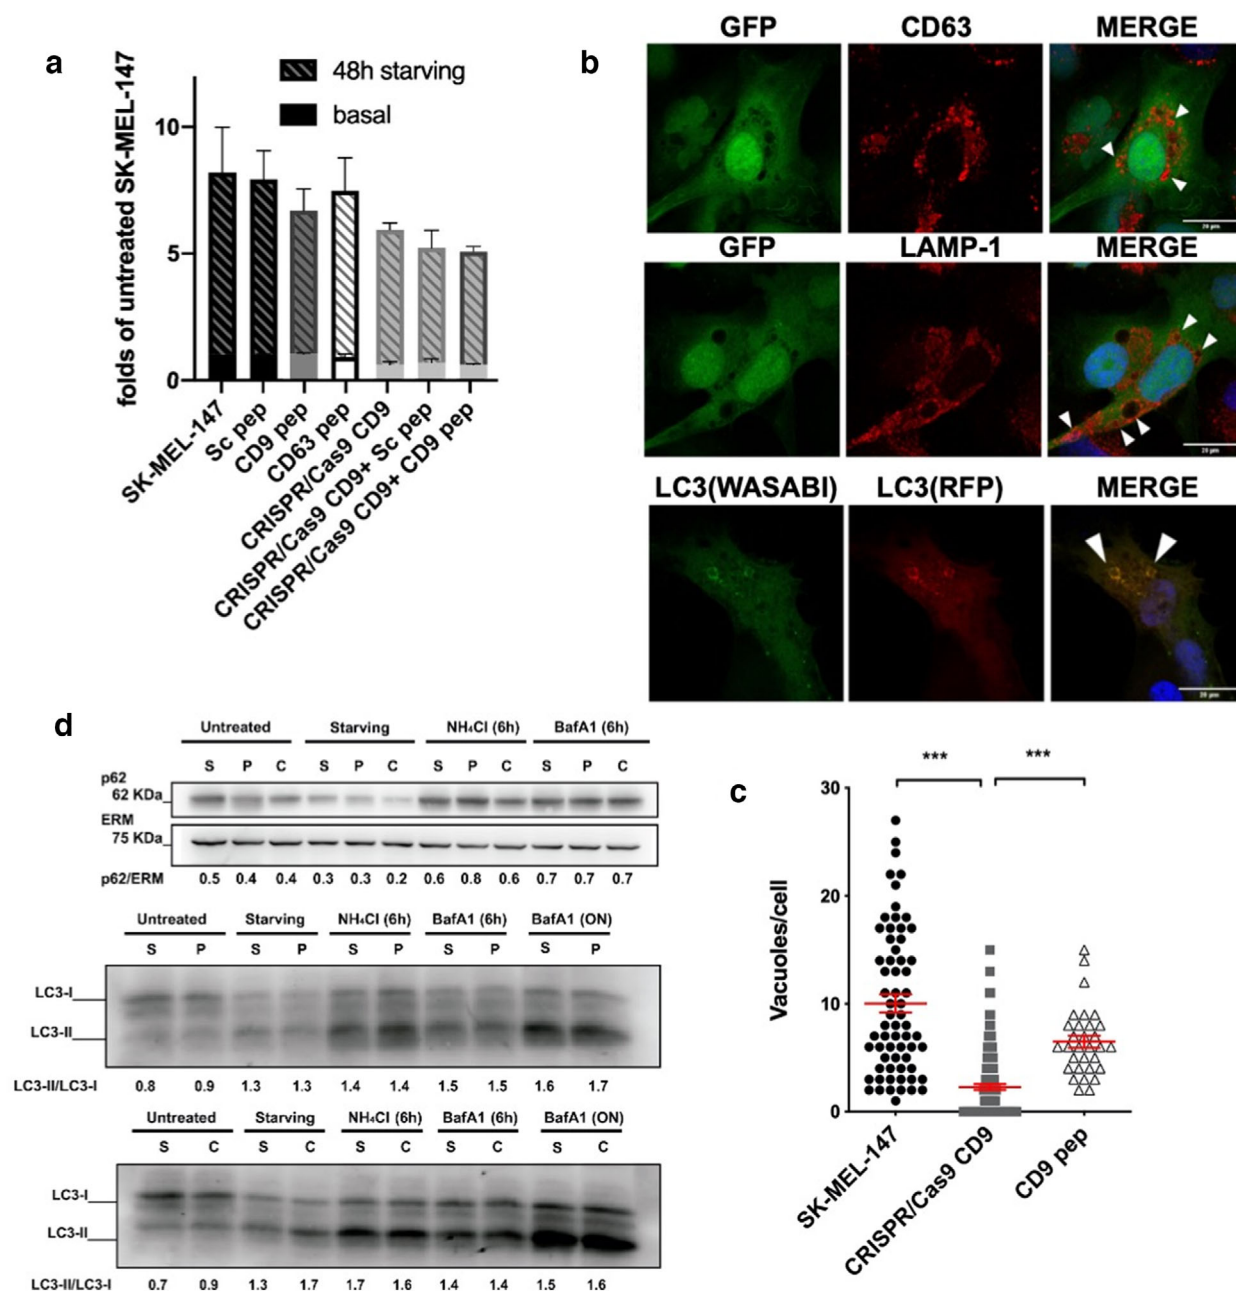 a
folds of untreated SK-MEL-147
48h starving
basal
10
5
0
SK-MEL-147
Sc pep
CD9 pep
CD63 pep
CRISPR/Cas9 CD9
CRISPR/Cas9 CD9+ Sc pep
CRISPR/Cas9 CD9+ CD9 pep
b
GFP CD63 MERGE
20 µm
GFP LAMP-1 MERGE
20 µm
LC3(WASABI) LC3(RFP) MERGE
20 µm
d
Untreated Starving NH₄Cl (6h) BafA1 (6h)
S P C S P C S P C S P C
p62
62 KDa
ERM
75 KDa
p62/ERM 0.5 0.4 0.4 0.3 0.3 0.2 0.6 0.8 0.6 0.7 0.7 0.7
Untreated Starving NH₄Cl (6h) BafA1 (6h) BafA1 (ON)
S P S P S P S P S P
LC3-I
LC3-II
LC3-II/LC3-I 0.8 0.9 1.3 1.3 1.4 1.4 1.5 1.5 1.6 1.7
Untreated Starving NH₄Cl (6h) BafA1 (6h) BafA1 (ON)
S C S C S C S C S C
LC3-I
LC3-II
LC3-II/LC3-I 0.7 0.9 1.3 1.7 1.7 1.6 1.4 1.4 1.5 1.6
c
*** ***
Vacuoles/cell
30
20
10
0
SK-MEL-147
CRISPR/Cas9 CD9
CD9 pep